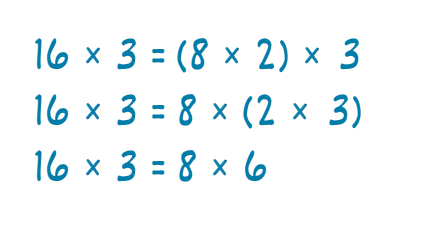 16 × 3 = (8 × 2) × 3
16 × 3 = 8 × (2 × 3)
16 × 3 = 8 × 6